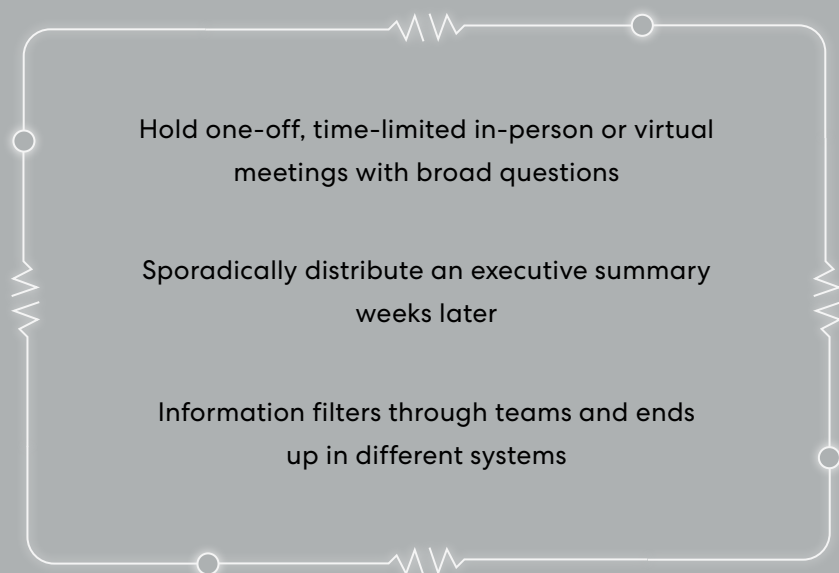 Hold one-off, time-limited in-person or virtual
meetings with broad questions
Sporadically distribute an executive summary
weeks later
Information filters through teams and ends
up in different systems